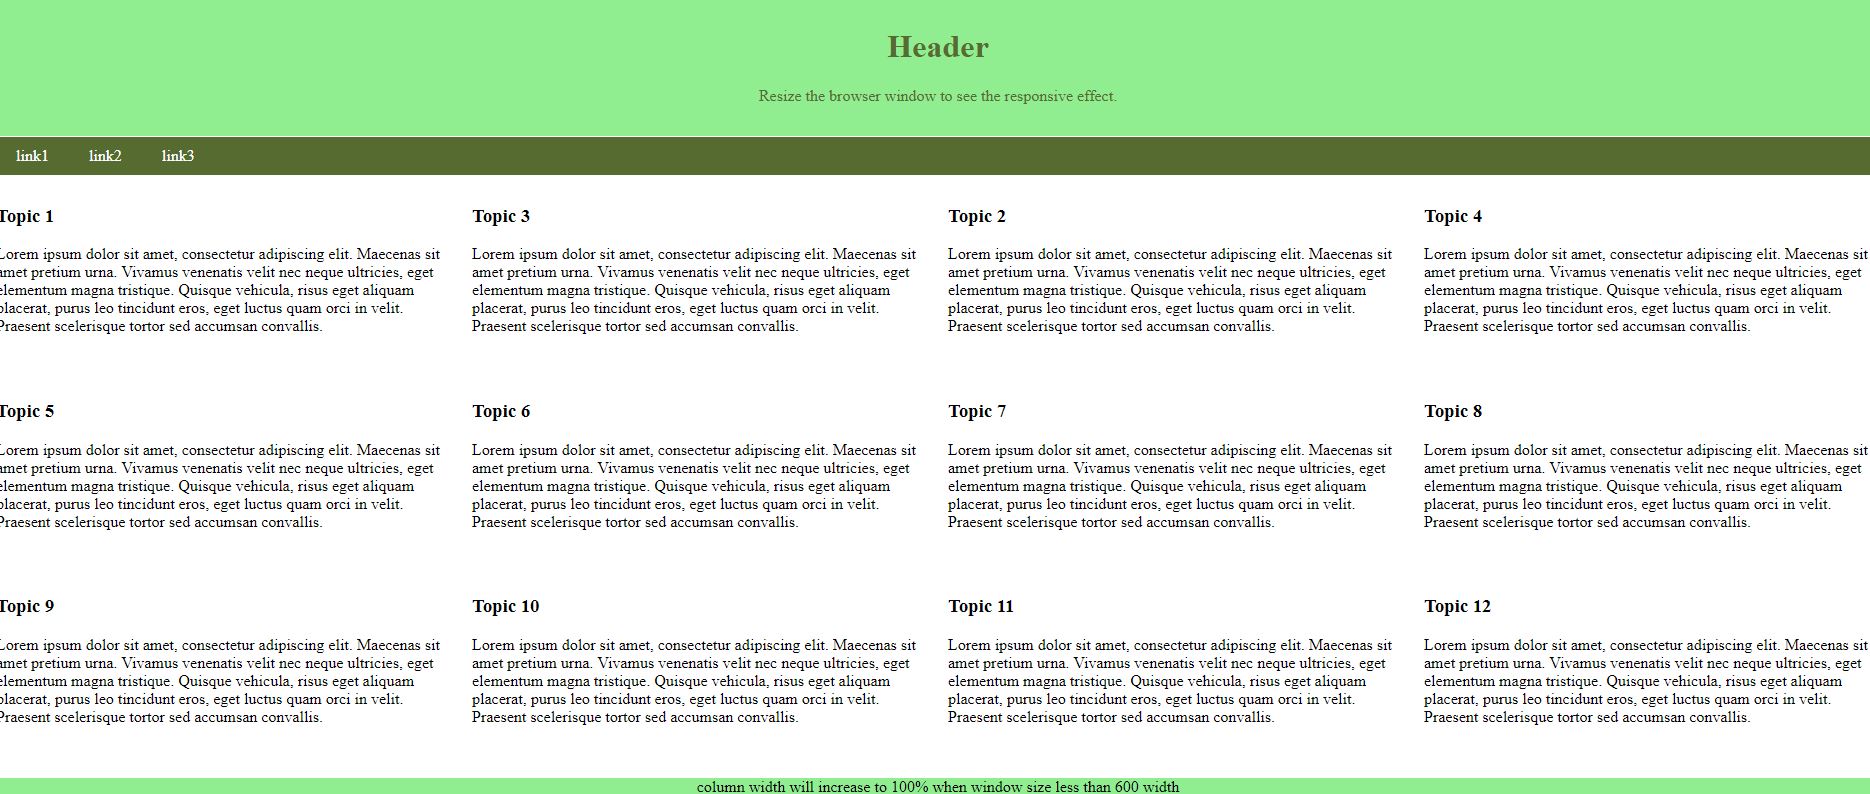 Header
Resize the browser window to see the responsive effect.
link1 link2 link3
Topic 1
Lorem ipsum dolor sit amet, consectetur adipiscing elit. Maecenas sit
amet pretium urna. Vivamus venenatis velit nec neque ultricies, eget
elementum magna tristique. Quisque vehicula, risus eget aliquam
placerat, purus leo tincidunt eros, eget luctus quam orci in velit.
Praesent scelerisque tortor sed accumsan convallis.
Topic 3
Lorem ipsum dolor sit amet, consectetur adipiscing elit. Maecenas sit
amet pretium urna. Vivamus venenatis velit nec neque ultricies, eget
elementum magna tristique. Quisque vehicula, risus eget aliquam
placerat, purus leo tincidunt eros, eget luctus quam orci in velit.
Praesent scelerisque tortor sed accumsan convallis.
Topic 2
Lorem ipsum dolor sit amet, consectetur adipiscing elit. Maecenas sit
amet pretium urna. Vivamus venenatis velit nec neque ultricies, eget
elementum magna tristique. Quisque vehicula, risus eget aliquam
placerat, purus leo tincidunt eros, eget luctus quam orci in velit.
Praesent scelerisque tortor sed accumsan convallis.
Topic 4
Lorem ipsum dolor sit amet, consectetur adipiscing elit. Maecenas sit
amet pretium urna. Vivamus venenatis velit nec neque ultricies, eget
elementum magna tristique. Quisque vehicula, risus eget aliquam
placerat, purus leo tincidunt eros, eget luctus quam orci in velit.
Praesent scelerisque tortor sed accumsan convallis.
Topic 5
Lorem ipsum dolor sit amet, consectetur adipiscing elit. Maecenas sit
amet pretium urna. Vivamus venenatis velit nec neque ultricies, eget
elementum magna tristique. Quisque vehicula, risus eget aliquam
placerat, purus leo tincidunt eros, eget luctus quam orci in velit.
Praesent scelerisque tortor sed accumsan convallis.
Topic 6
Lorem ipsum dolor sit amet, consectetur adipiscing elit. Maecenas sit
amet pretium urna. Vivamus venenatis velit nec neque ultricies, eget
elementum magna tristique. Quisque vehicula, risus eget aliquam
placerat, purus leo tincidunt eros, eget luctus quam orci in velit.
Praesent scelerisque tortor sed accumsan convallis.
Topic 7
Lorem ipsum dolor sit amet, consectetur adipiscing elit. Maecenas sit
amet pretium urna. Vivamus venenatis velit nec neque ultricies, eget
elementum magna tristique. Quisque vehicula, risus eget aliquam
placerat, purus leo tincidunt eros, eget luctus quam orci in velit.
Praesent scelerisque tortor sed accumsan convallis.
Topic 8
Lorem ipsum dolor sit amet, consectetur adipiscing elit. Maecenas sit
amet pretium urna. Vivamus venenatis velit nec neque ultricies, eget
elementum magna tristique. Quisque vehicula, risus eget aliquam
placerat, purus leo tincidunt eros, eget luctus quam orci in velit.
Praesent scelerisque tortor sed accumsan convallis.
Topic 9
Lorem ipsum dolor sit amet, consectetur adipiscing elit. Maecenas sit
amet pretium urna. Vivamus venenatis velit nec neque ultricies, eget
elementum magna tristique. Quisque vehicula, risus eget aliquam
placerat, purus leo tincidunt eros, eget luctus quam orci in velit.
Praesent scelerisque tortor sed accumsan convallis.
Topic 10
Lorem ipsum dolor sit amet, consectetur adipiscing elit. Maecenas sit
amet pretium urna. Vivamus venenatis velit nec neque ultricies, eget
elementum magna tristique. Quisque vehicula, risus eget aliquam
placerat, purus leo tincidunt eros, eget luctus quam orci in velit.
Praesent scelerisque tortor sed accumsan convallis.
Topic 11
Lorem ipsum dolor sit amet, consectetur adipiscing elit. Maecenas sit
amet pretium urna. Vivamus venenatis velit nec neque ultricies, eget
elementum magna tristique. Quisque vehicula, risus eget aliquam
placerat, purus leo tincidunt eros, eget luctus quam orci in velit.
Praesent scelerisque tortor sed accumsan convallis.
Topic 12
Lorem ipsum dolor sit amet, consectetur adipiscing elit. Maecenas sit
amet pretium urna. Vivamus venenatis velit nec neque ultricies, eget
elementum magna tristique. Quisque vehicula, risus eget aliquam
placerat, purus leo tincidunt eros, eget luctus quam orci in velit.
Praesent scelerisque tortor sed accumsan convallis.
column width will increase to 100% when window size less than 600 width